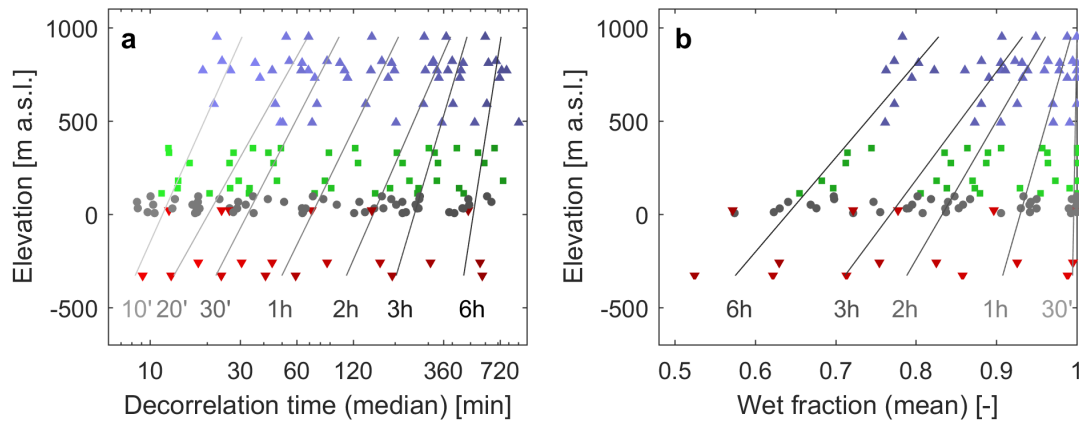 a
1000
500
0
-500
Elevation [m a.s.l.]
10' 20' 30' 1h 2h 3h 6h
10 30 60 120 360 720
Decorrelation time (median) [min]
b
1000
500
0
-500
Elevation [m a.s.l.]
6h 3h 2h 1h 30'
0.5 0.6 0.7 0.8 0.9 1
Wet fraction (mean) [-]